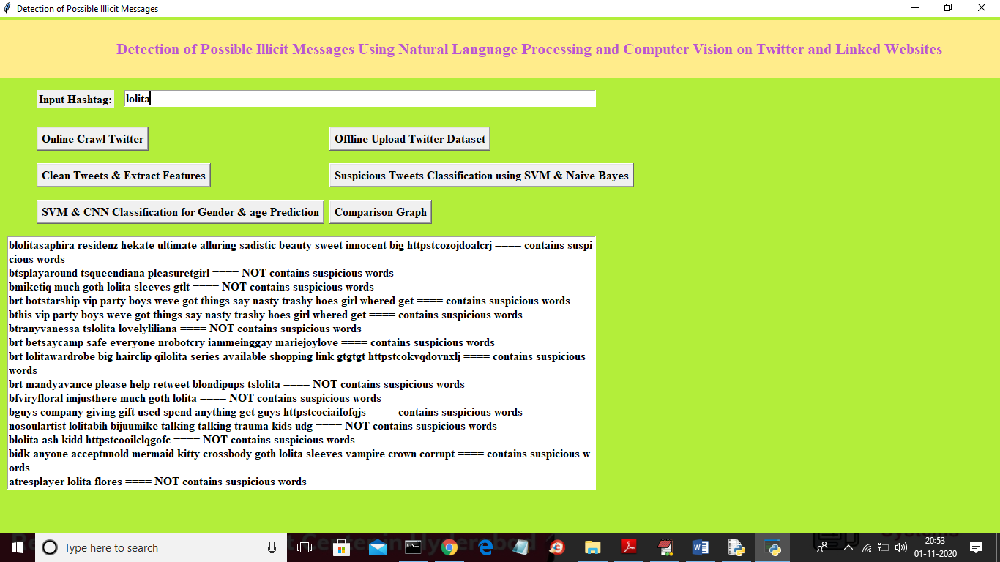 Detection of Possible Illicit Messages
Detection of Possible Illicit Messages Using Natural Language Processing and Computer Vision on Twitter and Linked Websites
Input Hashtag: lolita
Online Crawl Twitter Offline Upload Twitter Dataset
Clean Tweets & Extract Features Suspicious Tweets Classification using SVM & Naive Bayes
SVM & CNN Classification for Gender & age Prediction Comparison Graph
blolitasaphira residenz hekate ultimate alluring sadistic beauty sweet innocent big httpstcozojdoalcrj ==== contains suspi
cious words
btsplayaround tsqueendiana pleasuretgirl ==== NOT contains suspicious words
bmiketiq much goth lolita sleeves gtlt ==== NOT contains suspicious words
brt botstarship vip party boys weve got things say nasty trashy hoes girl whered get ==== contains suspicious words
bthis vip party boys weve got things say nasty trashy hoes girl whered get ==== contains suspicious words
btranyvanessa tslolita lovelyliliana ==== NOT contains suspicious words
brt betsaycamp safe everyone nrobotcry iammeinggay mariejoylove ==== contains suspicious words
brt lolitawardrobe big hairclip qilolita series available shopping link gtgtgt httpstcokvqdovnxlj ==== contains suspicious
words
brt mandyavance please help retweet blondipups tslolita ==== NOT contains suspicious words
bfviryfloral imjusthere much goth lolita ==== NOT contains suspicious words
bguys company giving gift used spend anything get guys httpstcociaifofqjs ==== contains suspicious words
nosoulartist lolitabih bijuumike talking talking trauma kids udg ==== NOT contains suspicious words
blolita ash kidd httpstcooilclqgofc ==== NOT contains suspicious words
bidk anyone acceptnnold mermaid kitty crossbody goth lolita sleeves vampire crown corrupt ==== contains suspicious w
ords
atresplayer lolita flores ==== NOT contains suspicious words
Type here to search
20:53
01-11-2020